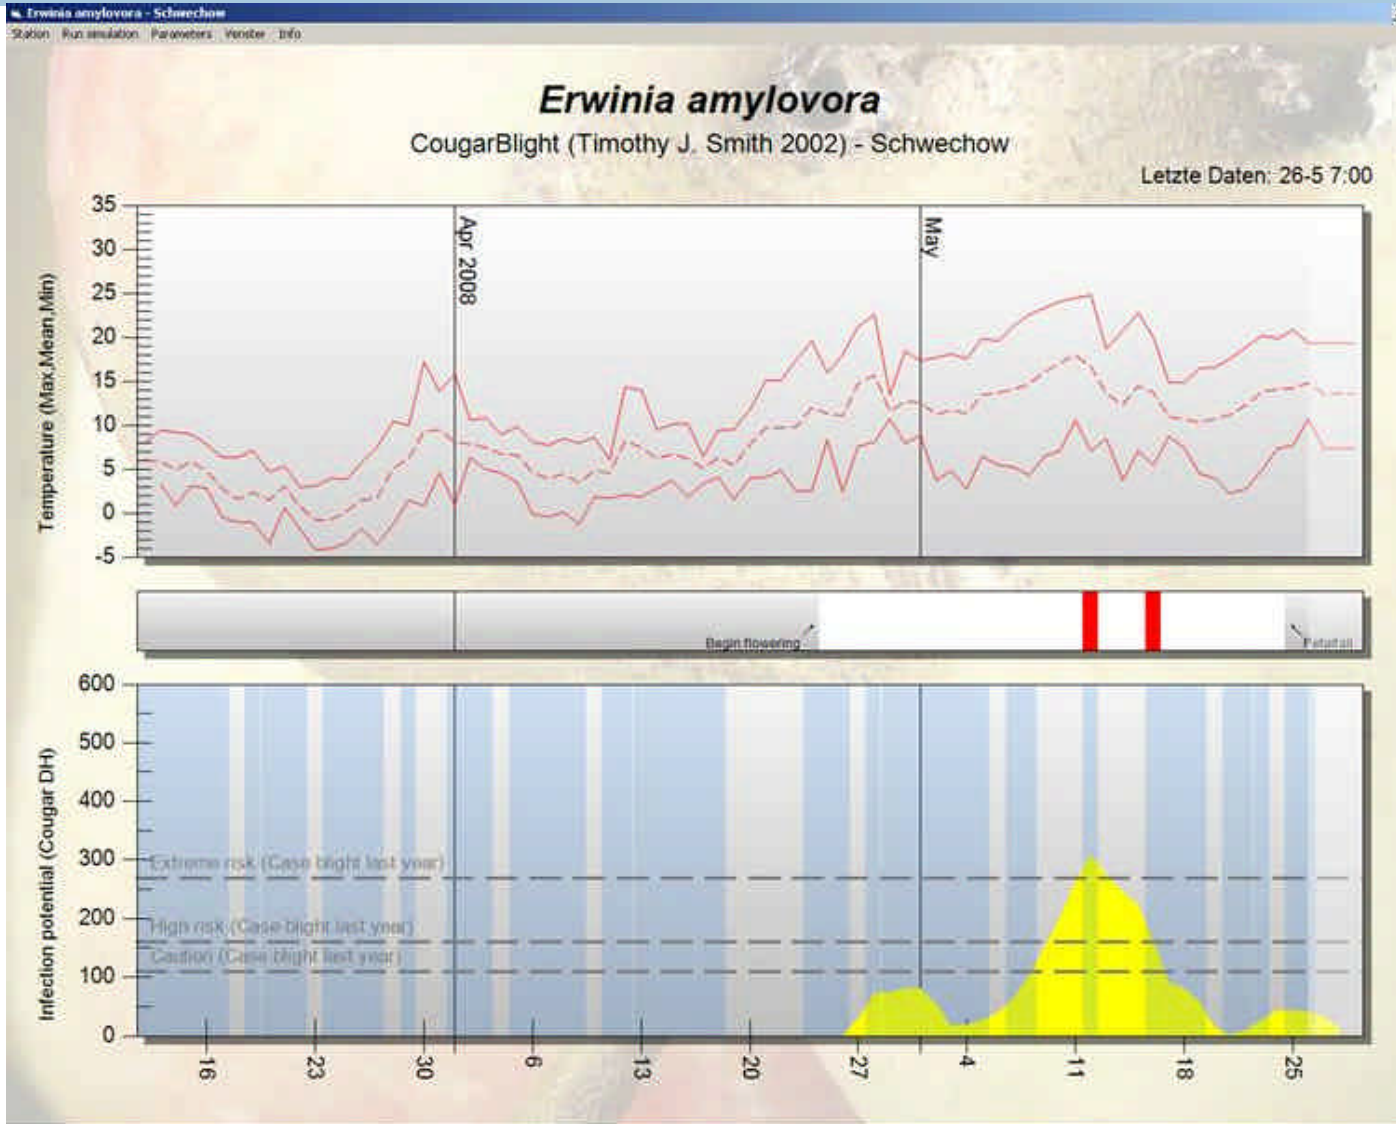 Erwinia amylovora - Schwechow
Station Run simulation Parameters Venster Info
Erwinia amylovora
CougarBlight (Timothy J. Smith 2002) - Schwechow
Letzte Daten: 26-5 7:00
Temperature (Max,Mean,Min)
35
30
25
20
15
10
5
0
-5
Apr 2008
May
Begin flowering
Petalfall
Infection potential (Cougar DH)
600
500
400
300
200
100
0
Extreme risk (Case blight last year)
High risk (Case blight last year)
Caution (Case blight last year)
16 23 30 6 13 20 27 4 11 18 25